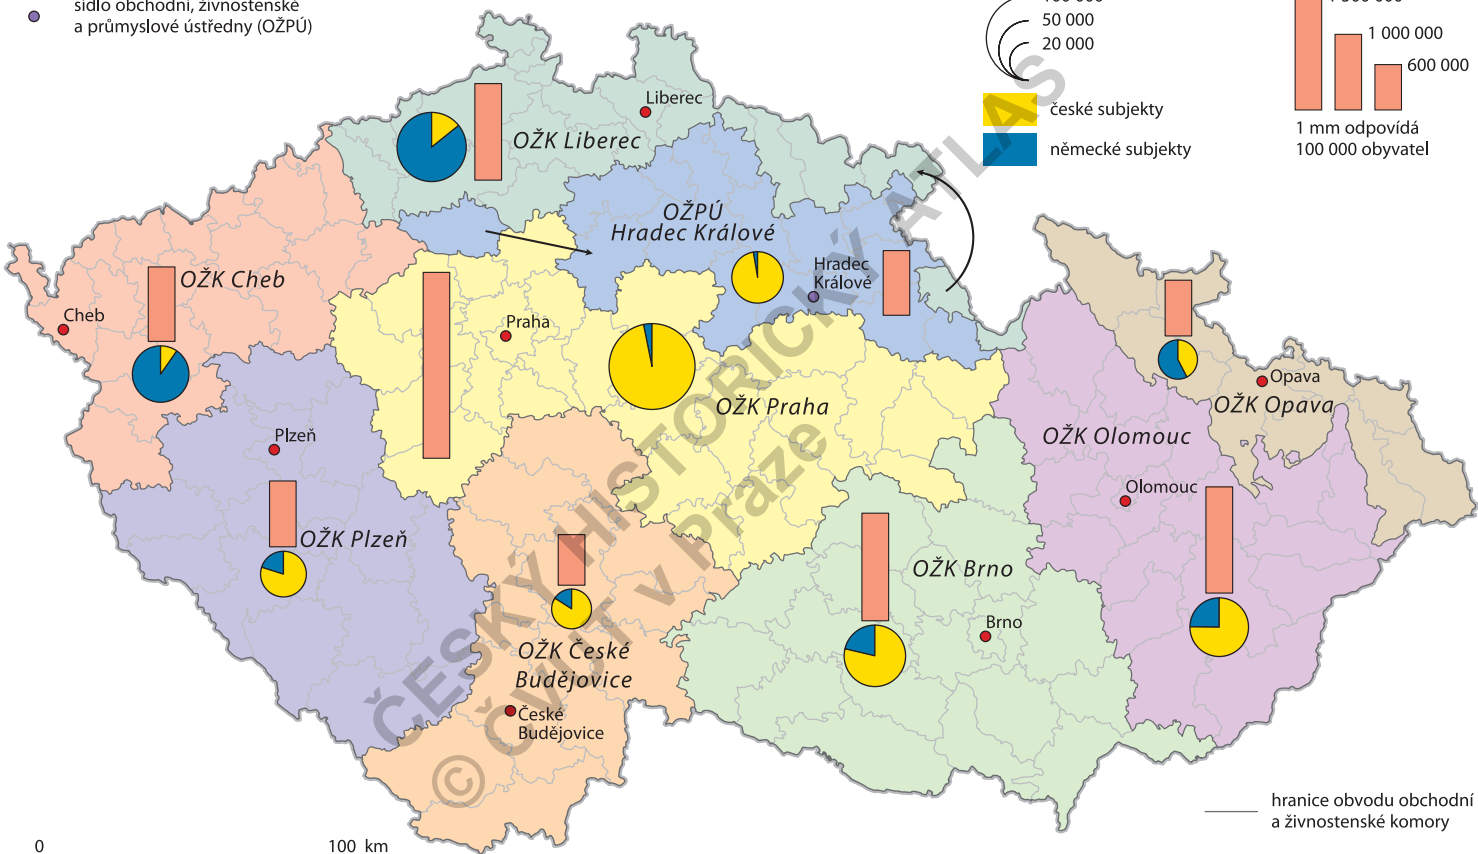 sídlo obchodní, živnostenské
a průmyslové ústředny (OŽPÚ)
50 000
20 000
1 000 000
600 000
české subjekty
německé subjekty
1 mm odpovídá
100 000 obyvatel
Liberec
OŽK Liberec
OŽPÚ
Hradec Králové
Hradec
Králové
OŽK Cheb
Cheb
Praha
OŽK Praha
Opava
OŽK Opava
OŽK Olomouc
Olomouc
Plzeň
OŽK Plzeň
OŽK Brno
Brno
OŽK České
Budějovice
České
Budějovice
ČESKÝ HISTORICKÝ ATLAS
© ČVUT v Praze
hranice obvodu obchodní
a živnostenské komory
0
100 km